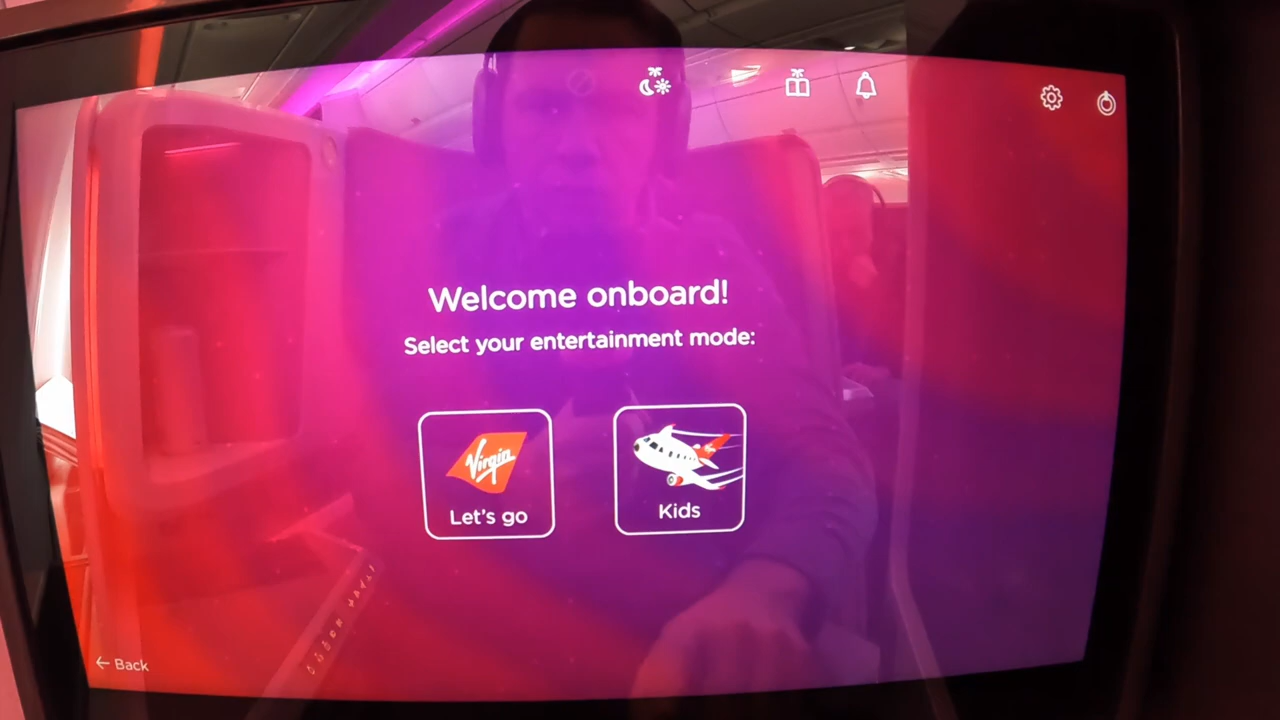 Welcome onboard!
Select your entertainment mode:
Virgin
Let's go
Kids
← Back